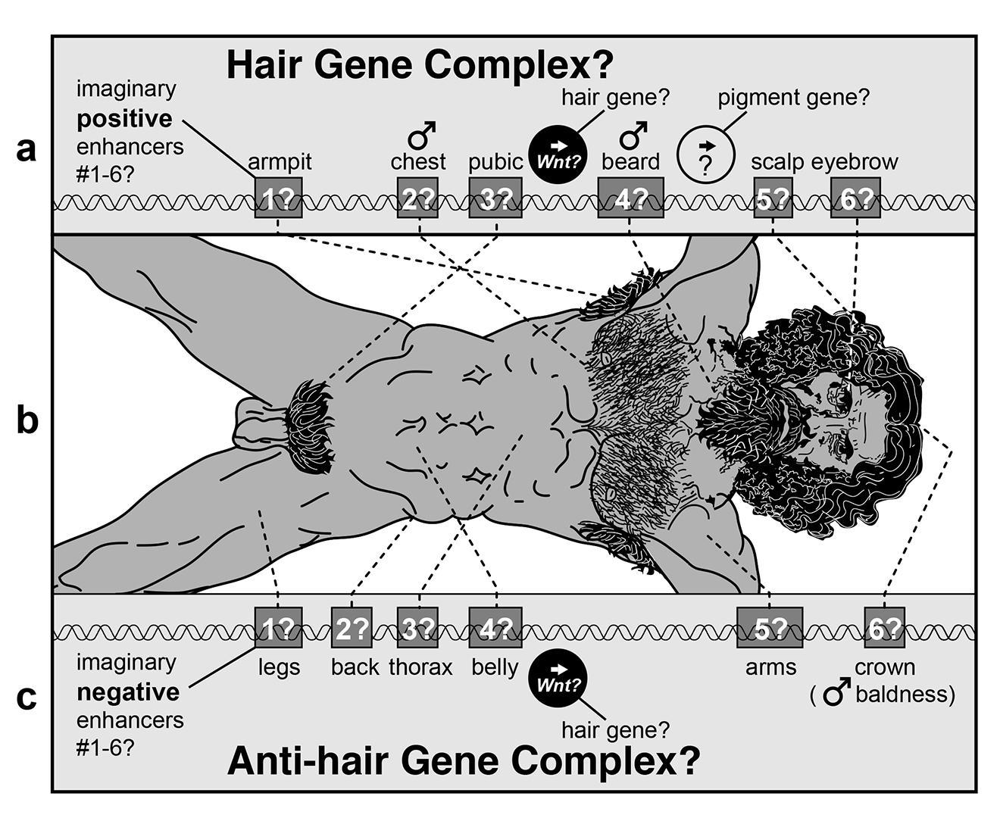 Hair Gene Complex?
imaginary
positive
enhancers
#1-6?
hair gene?
pigment gene?
a
armpit
♂
chest
pubic
Wnt?
♂
beard
?
scalp eyebrow
1? 2? 3? 4? 5? 6?
b
1? 2? 3? 4? 5? 6?
legs back thorax belly
Wnt?
arms
crown
(♂ baldness)
c
imaginary
negative
enhancers
#1-6?
hair gene?
Anti-hair Gene Complex?